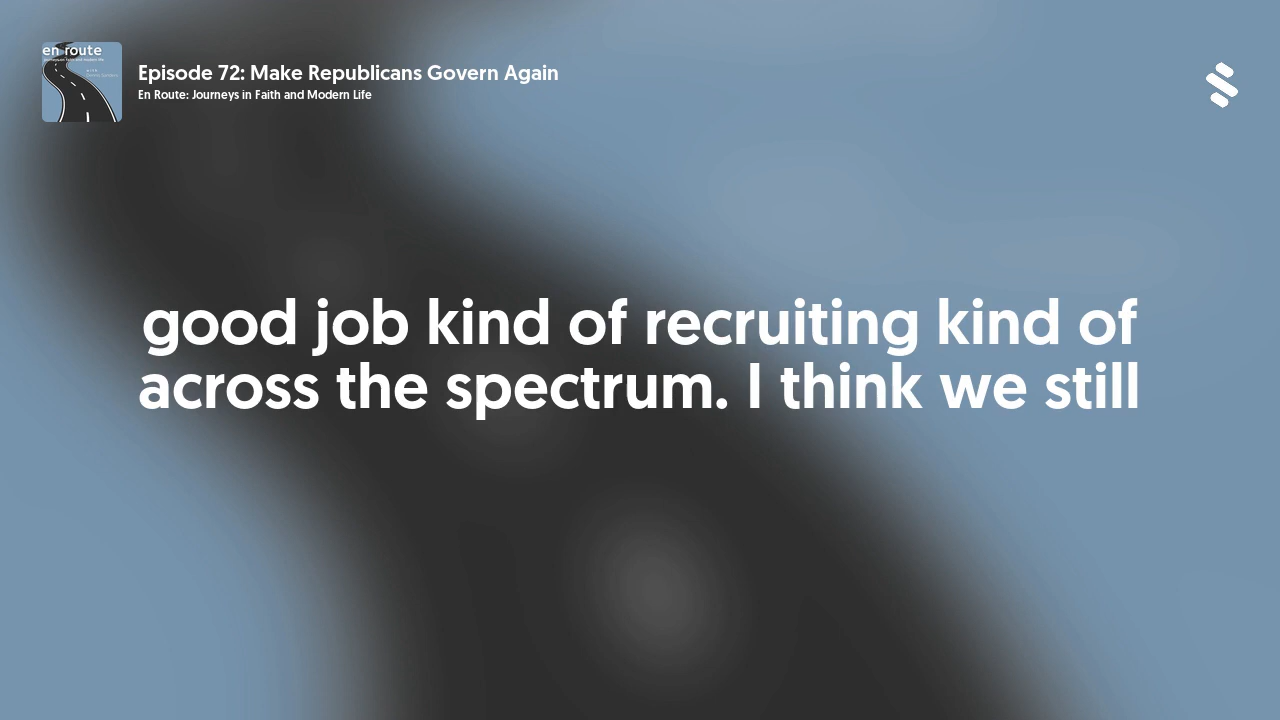 en route
Episode 72: Make Republicans Govern Again
En Route: Journeys in Faith and Modern Life
good job kind of recruiting kind of
across the spectrum. I think we still